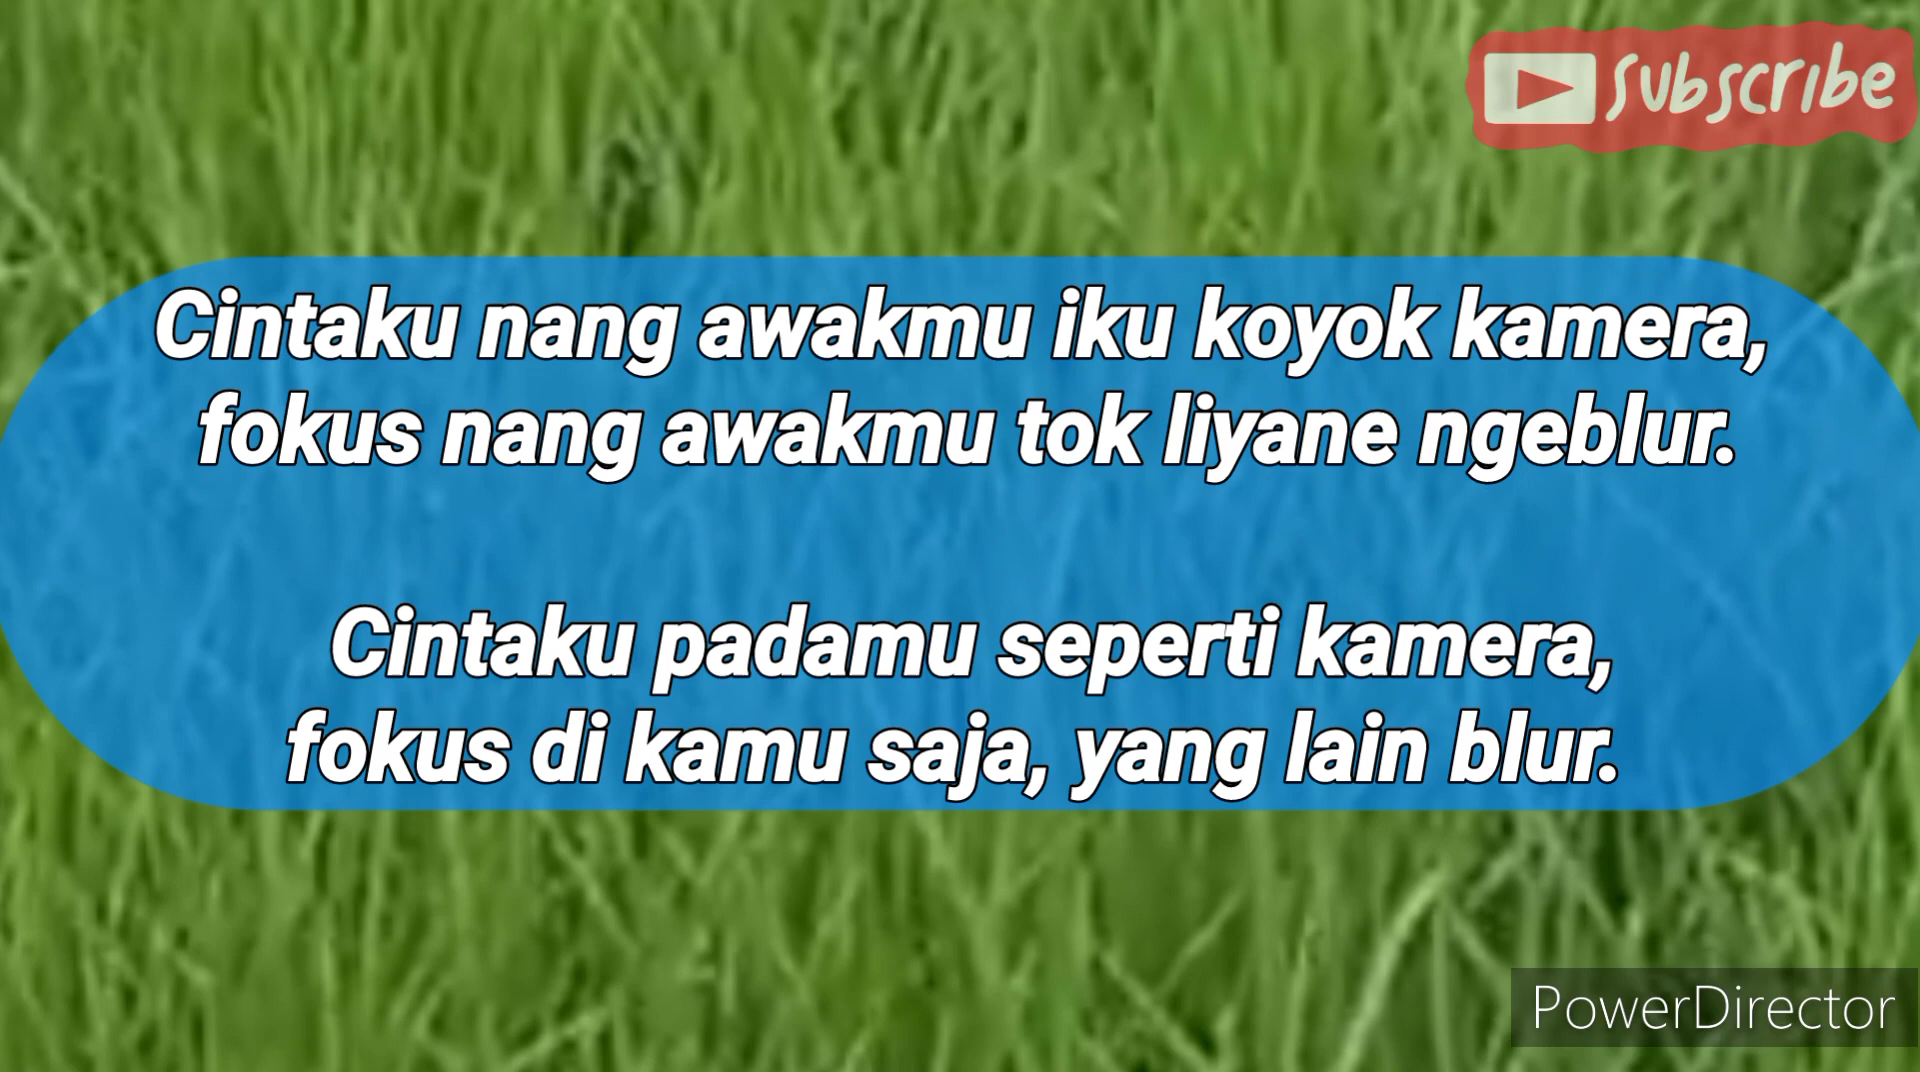 Subscribe
Cintaku nang awakmu iku koyok kamera,
fokus nang awakmu tok liyane ngeblur.
Cintaku padamu seperti kamera,
fokus di kamu saja, yang lain blur.
PowerDirector